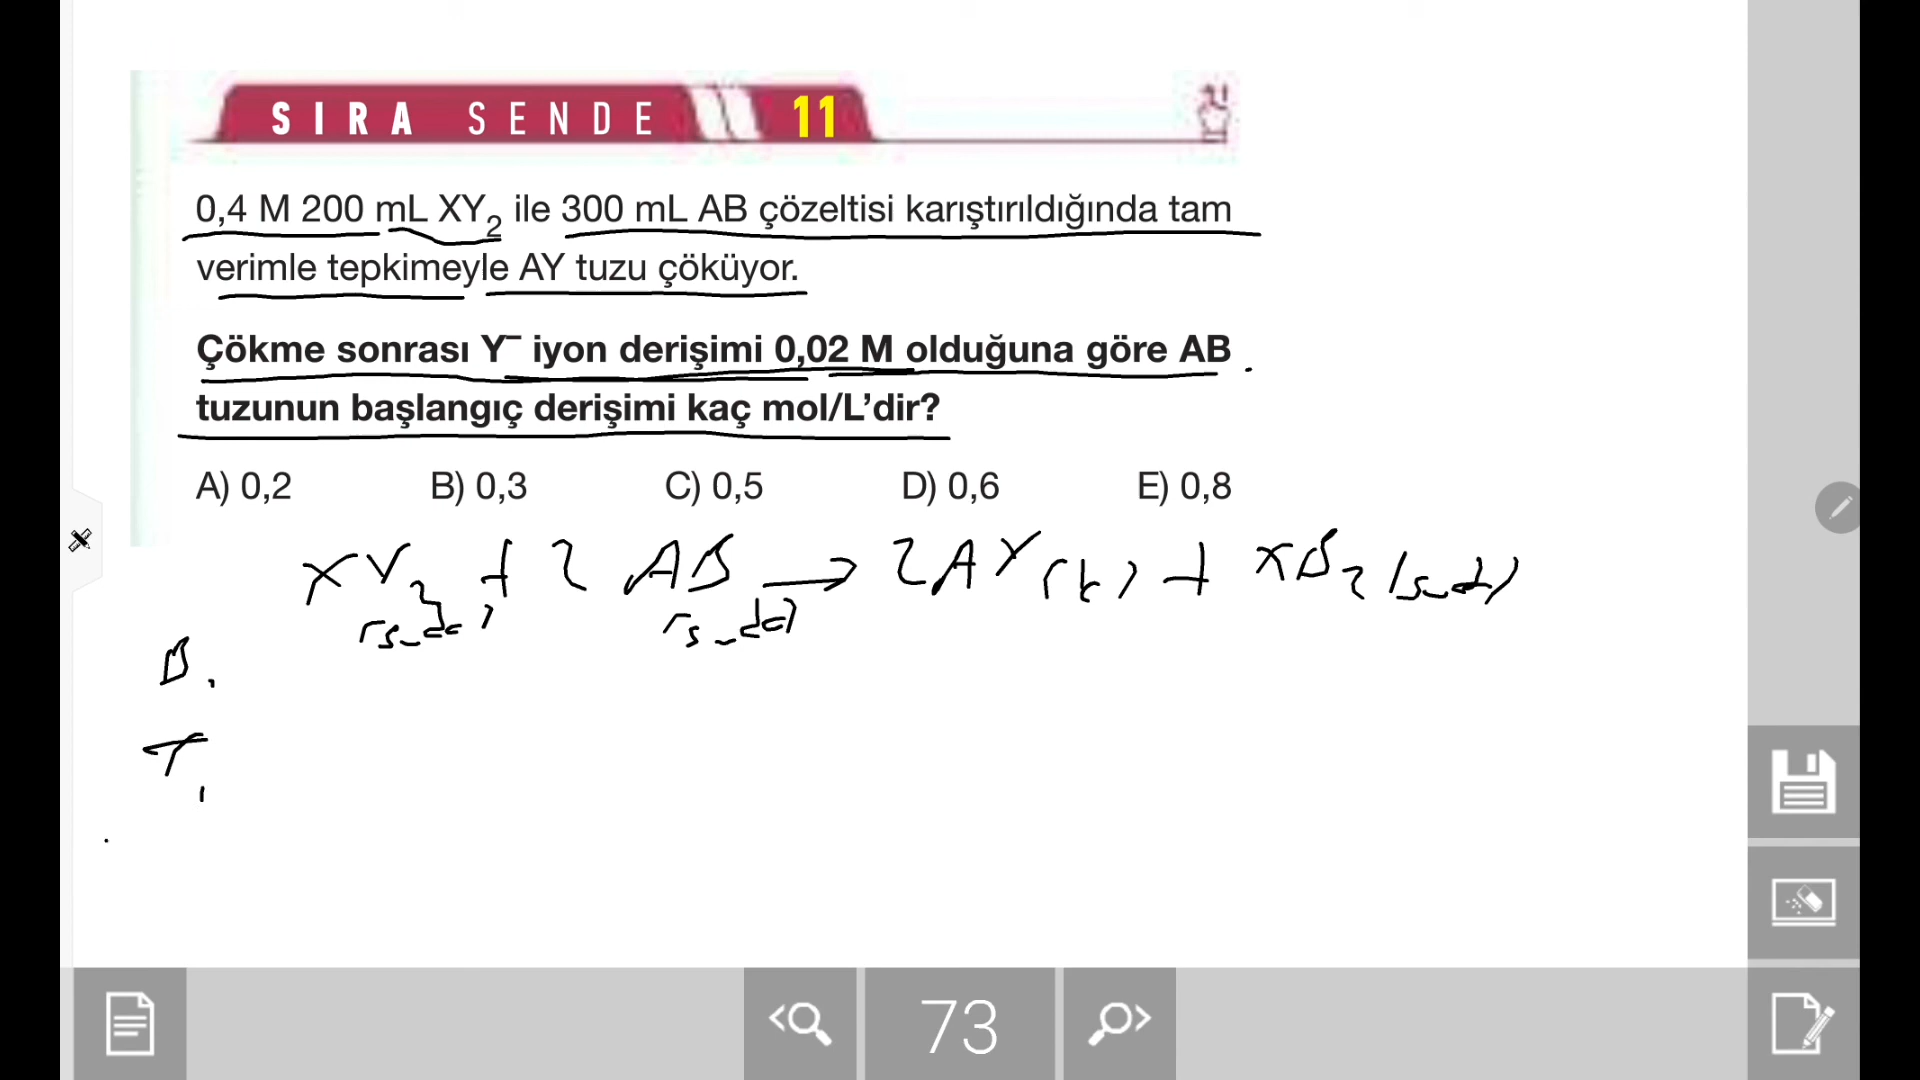 SIRA SENDE 11
0,4 M 200 mL XY₂ ile 300 mL AB çözeltisi karıştırıldığında tam
verimle tepkimeyle AY tuzu çöküyor.
Çökme sonrası Y⁻ iyon derişimi 0,02 M olduğuna göre AB
tuzunun başlangıç derişimi kaç mol/L’dir?
A) 0,2 B) 0,3 C) 0,5 D) 0,6 E) 0,8
XY₂ + 2 AB → 2AY(k) + XB₂(suda)
(suda) (suda)
B.
T.
73